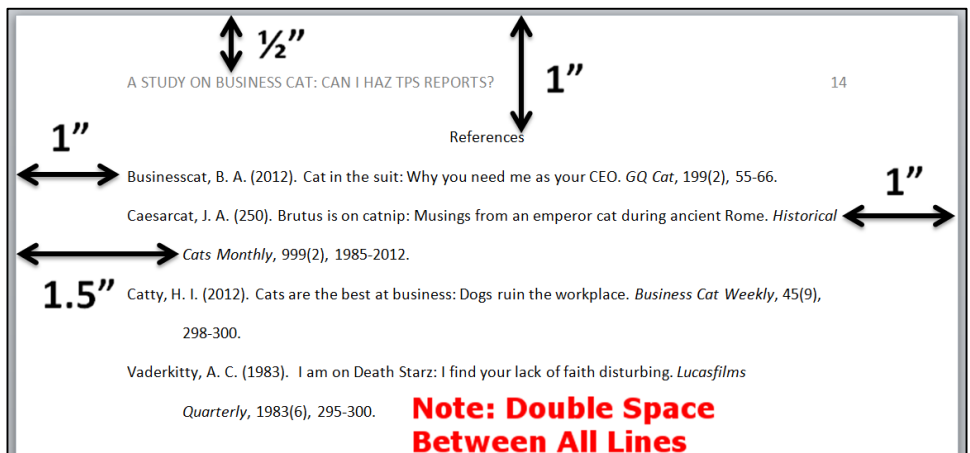 ½”
A STUDY ON BUSINESS CAT: CAN I HAZ TPS REPORTS? 14
1”
References
1”
Businesscat, B. A. (2012). Cat in the suit: Why you need me as your CEO. GQ Cat, 199(2), 55-66.
1”
Caesarcat, J. A. (250). Brutus is on catnip: Musings from an emperor cat during ancient Rome. Historical
Cats Monthly, 999(2), 1985-2012.
1.5”
Catty, H. I. (2012). Cats are the best at business: Dogs ruin the workplace. Business Cat Weekly, 45(9),
298-300.
Vaderkitty, A. C. (1983). I am on Death Starz: I find your lack of faith disturbing. Lucasfilms
Quarterly, 1983(6), 295-300.
Note: Double Space
Between All Lines